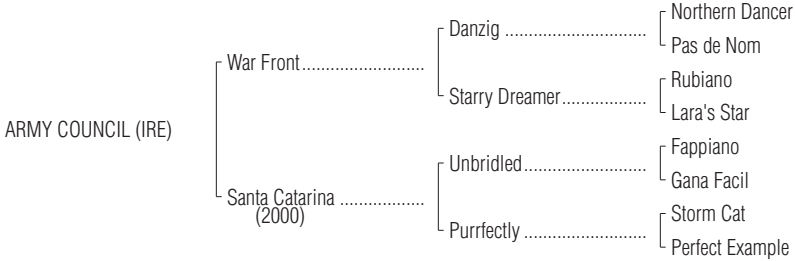 Northern Dancer
Danzig ..............................
Pas de Nom
War Front..........................
Rubiano
Starry Dreamer..................
Lara's Star
ARMY COUNCIL (IRE)
Fappiano
Unbridled..........................
Gana Facil
Santa Catarina ..................
(2000)
Storm Cat
Purrfectly ..........................
Perfect Example